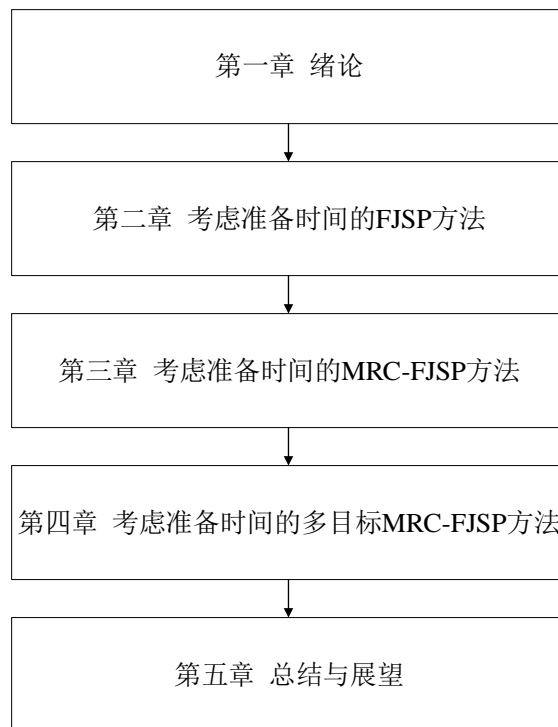 第一章 绪论
第二章 考虑准备时间的FJSP方法
第三章 考虑准备时间的MRC-FJSP方法
第四章 考虑准备时间的多目标MRC-FJSP方法
第五章 总结与展望